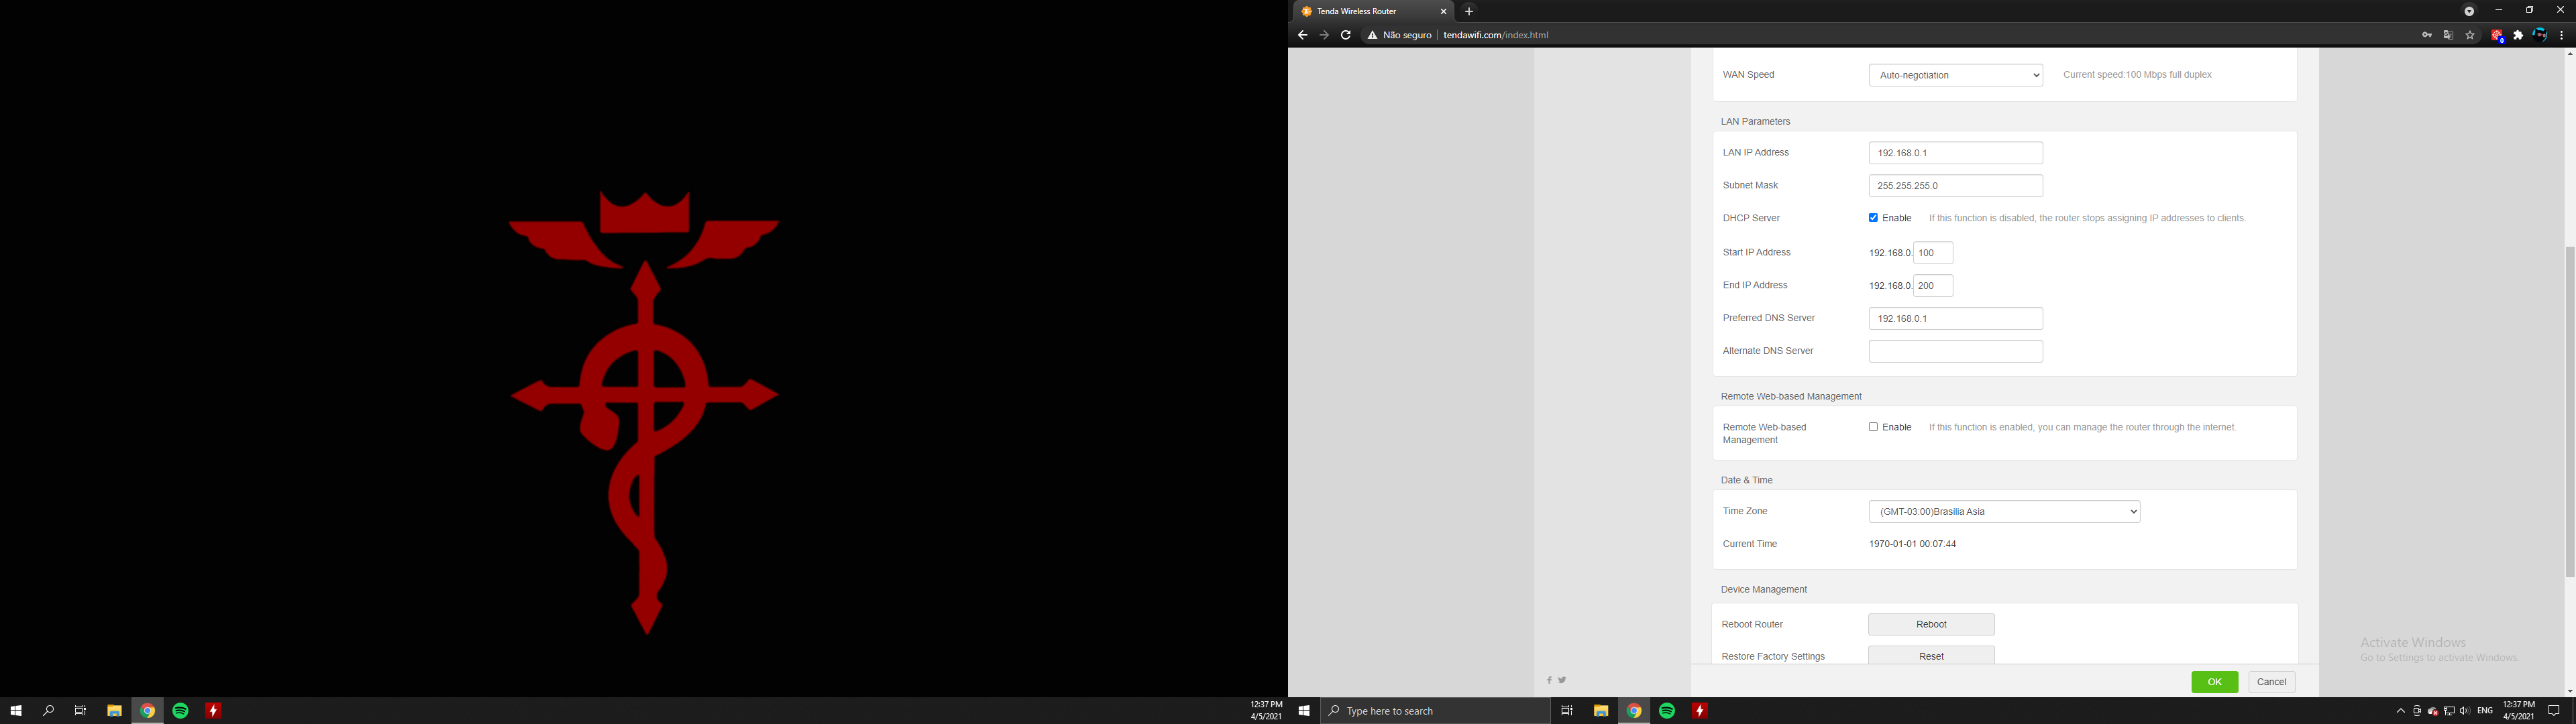 Tenda Wireless Router
Não seguro
tendawifi.com/index.html
WAN Speed
Auto-negotiation
Current speed:100 Mbps full duplex
LAN Parameters
LAN IP Address
192.168.0.1
Subnet Mask
255.255.255.0
DHCP Server
Enable
If this function is disabled, the router stops assigning IP addresses to clients.
Start IP Address
192.168.0. 100
End IP Address
192.168.0. 200
Preferred DNS Server
192.168.0.1
Alternate DNS Server
Remote Web-based Management
Remote Web-based
Management
Enable
If this function is enabled, you can manage the router through the internet.
Date & Time
Time Zone
(GMT-03:00)Brasilia Asia
Current Time
1970-01-01 00:07:44
Device Management
Reboot Router
Reboot
Restore Factory Settings
Reset
OK
Cancel
Activate Windows
Go to Settings to activate Windows.
12:37 PM
4/5/2021
Type here to search
0
ENG
12:37 PM
4/5/2021